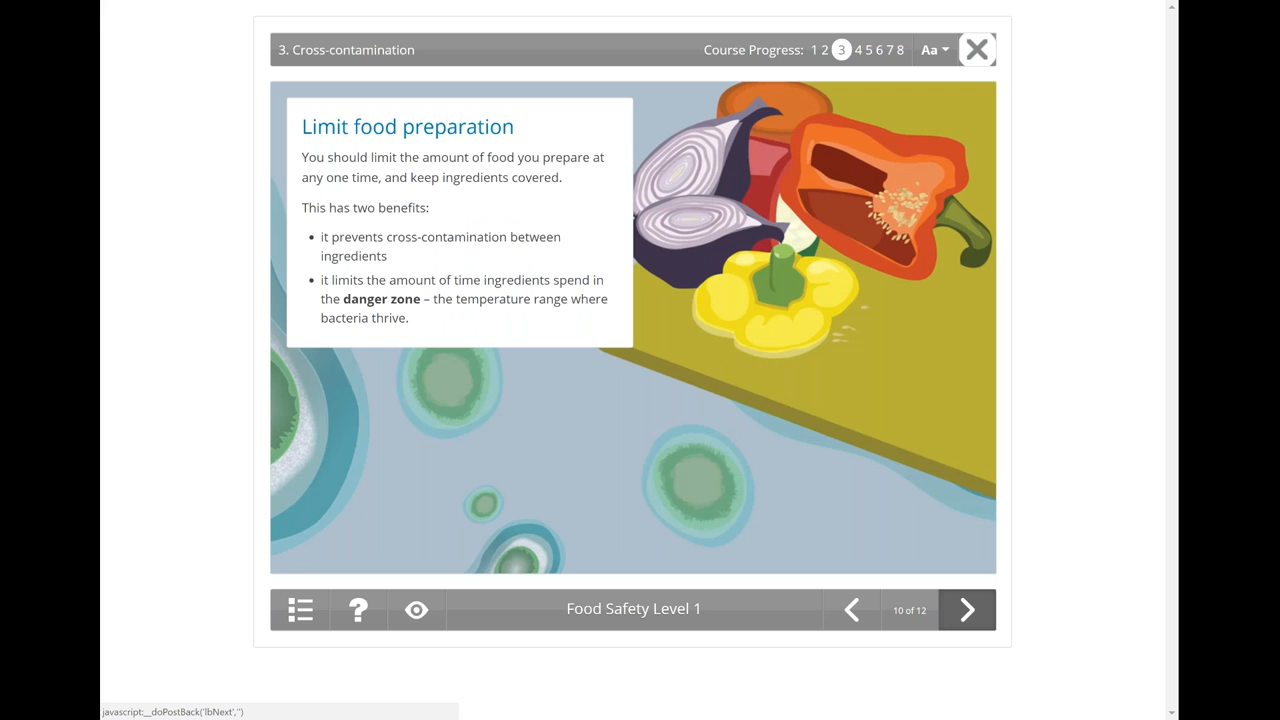 3. Cross-contamination
Course Progress: 1 2 3 4 5 6 7 8
Aa
Limit food preparation
You should limit the amount of food you prepare at
any one time, and keep ingredients covered.
This has two benefits:
• it prevents cross-contamination between
ingredients
• it limits the amount of time ingredients spend in
the danger zone – the temperature range where
bacteria thrive.
?
Food Safety Level 1
10 of 12
javascript:__doPostBack('lbNext','')